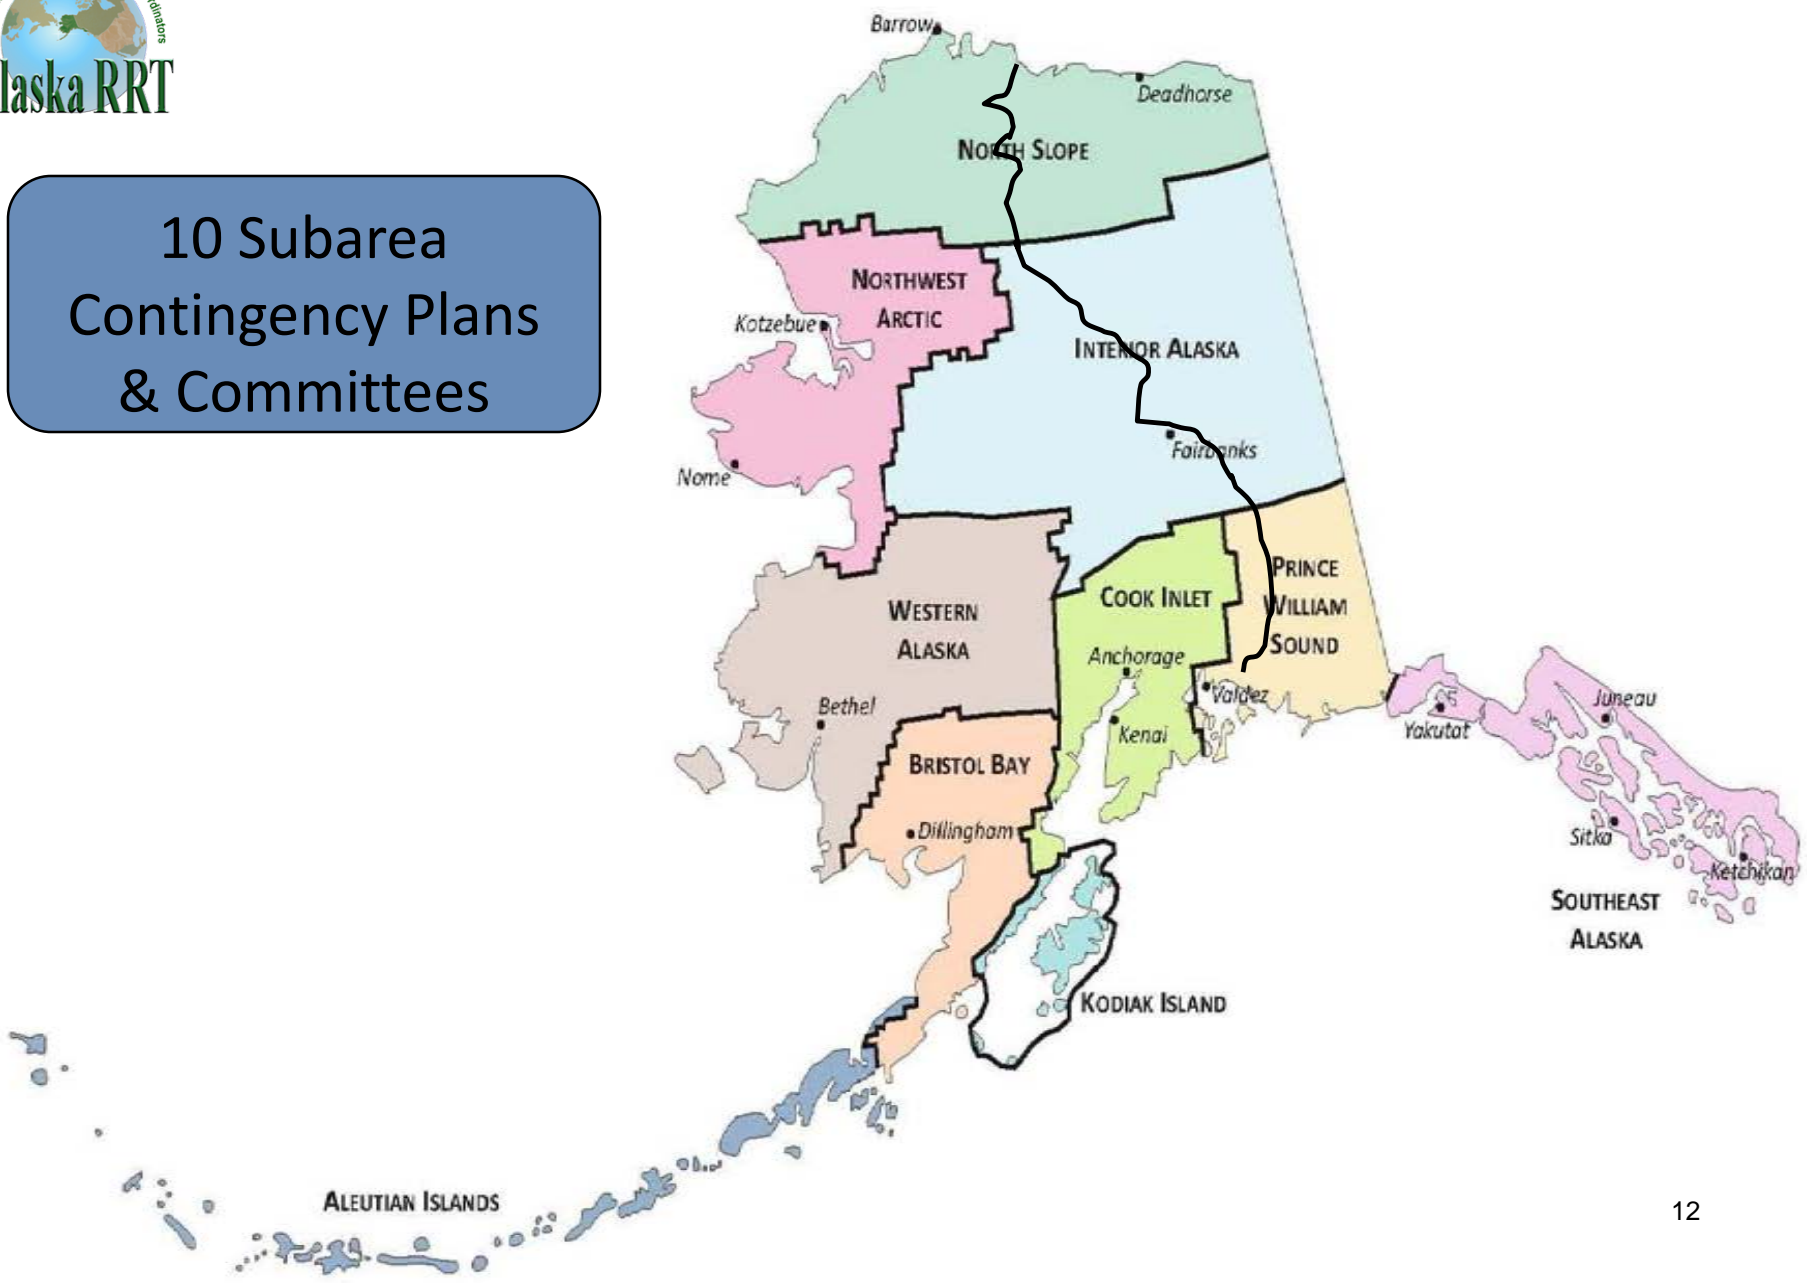 rdinators
laska RRT
10 Subarea
Contingency Plans
& Committees
Barrow
Deadhorse
NORTH SLOPE
NORTHWEST
ARCTIC
Kotzebue
INTERIOR ALASKA
Fairbanks
Nome
PRINCE
WILLIAM
SOUND
COOK INLET
WESTERN
ALASKA
Anchorage
Valdez
Bethel
Kenai
Juneau
Yakutat
BRISTOL BAY
Dillingham
Sitka
Ketchikan
SOUTHEAST
ALASKA
KODIAK ISLAND
ALEUTIAN ISLANDS
12